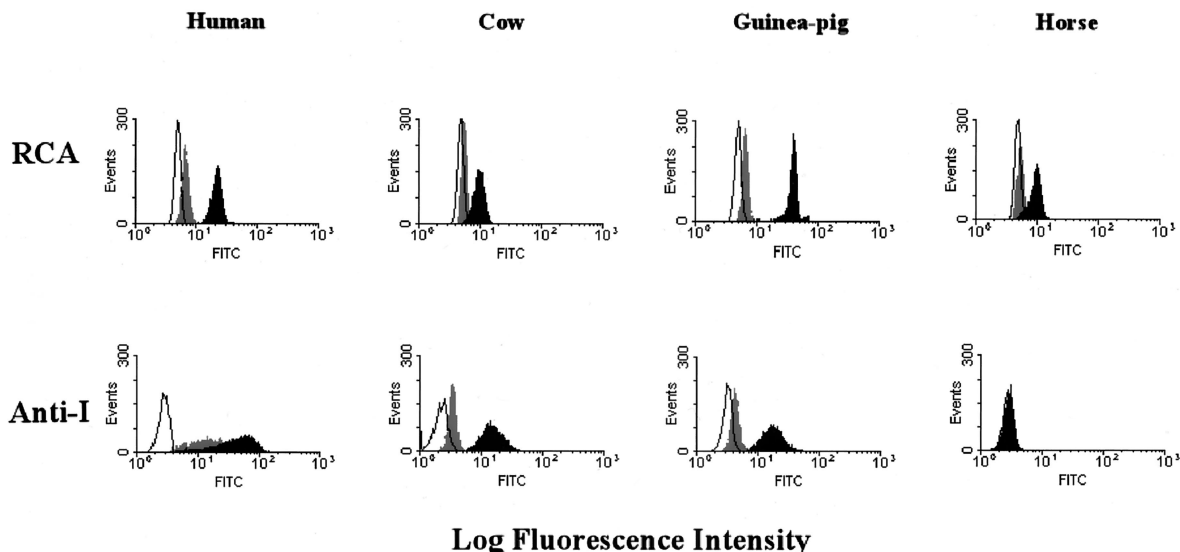 Human Cow Guinea-pig Horse
RCA
300 300 300 300
Events Events Events Events
0 0 0 0
10⁰ 10¹ 10² 10³ 10⁰ 10¹ 10² 10³ 10⁰ 10¹ 10² 10³ 10⁰ 10¹ 10² 10³
FITC FITC FITC FITC
Anti-I
300 300 300 300
Events Events Events Events
0 0 0 0
10⁰ 10¹ 10² 10³ 10⁰ 10¹ 10² 10³ 10⁰ 10¹ 10² 10³ 10⁰ 10¹ 10² 10³
FITC FITC FITC FITC
Log Fluorescence Intensity